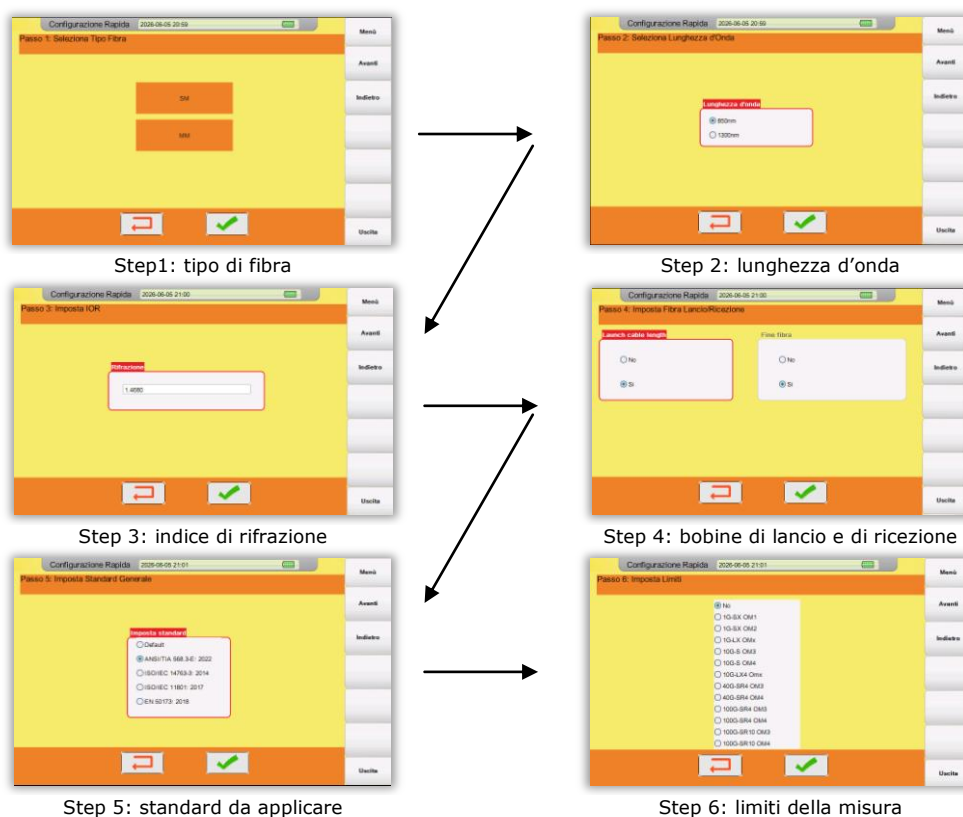 Configurazione Rapida 2026-06-05 20:59
Passo 1: Seleziona Tipo Fibra
SM
MM
Menù
Avanti
Indietro
Uscita
Step1: tipo di fibra
Configurazione Rapida 2026-06-05 20:59
Passo 2: Seleziona Lunghezza d'Onda
Lunghezza d'onda
850nm
1300nm
Menù
Avanti
Indietro
Uscita
Step 2: lunghezza d’onda
Configurazione Rapida 2026-06-05 21:00
Passo 3: Imposta IOR
Rifrazione
1.4680
Menù
Avanti
Indietro
Uscita
Step 3: indice di rifrazione
Configurazione Rapida 2026-06-05 21:00
Passo 4: Imposta Fibra Lancio/Ricezione
Launch cable length
No
Si
Fine fibra
No
Si
Menù
Avanti
Indietro
Uscita
Step 4: bobine di lancio e di ricezione
Configurazione Rapida 2026-06-05 21:01
Passo 5: Imposta Standard Generale
Imposta standard
Default
ANSI/TIA 568.3-E: 2022
ISO/IEC 14763-3: 2014
ISO/IEC 11801: 2017
EN 50173: 2018
Menù
Avanti
Indietro
Uscita
Step 5: standard da applicare
Configurazione Rapida 2026-06-05 21:01
Passo 6: Imposta Limiti
No
1G-SX OM1
1G-SX OM2
1G-LX OMx
10G-S OM3
10G-S OM4
10G-LX4 Omx
40G-SR4 OM3
40G-SR4 OM4
100G-SR4 OM3
100G-SR4 OM4
100G-SR10 OM3
100G-SR10 OM4
Menù
Avanti
Indietro
Uscita
Step 6: limiti della misura